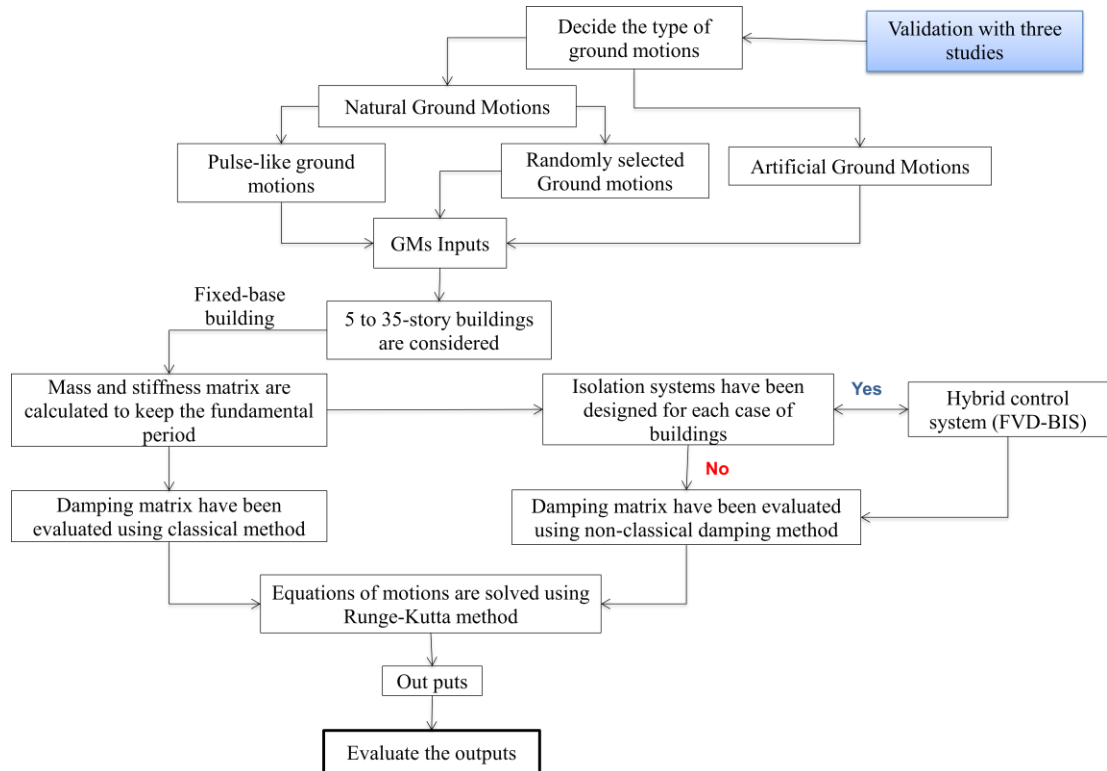 Decide the type of
ground motions
Validation with three
studies
Natural Ground Motions
Pulse-like ground
motions
Randomly selected
Ground motions
Artificial Ground Motions
GMs Inputs
Fixed-base
building
5 to 35-story buildings
are considered
Mass and stiffness matrix are
calculated to keep the fundamental
period
Isolation systems have been
designed for each case of
buildings
Yes
Hybrid control
system (FVD-BIS)
No
Damping matrix have been
evaluated using classical method
Damping matrix have been evaluated
using non-classical damping method
Equations of motions are solved using
Runge-Kutta method
Out puts
Evaluate the outputs